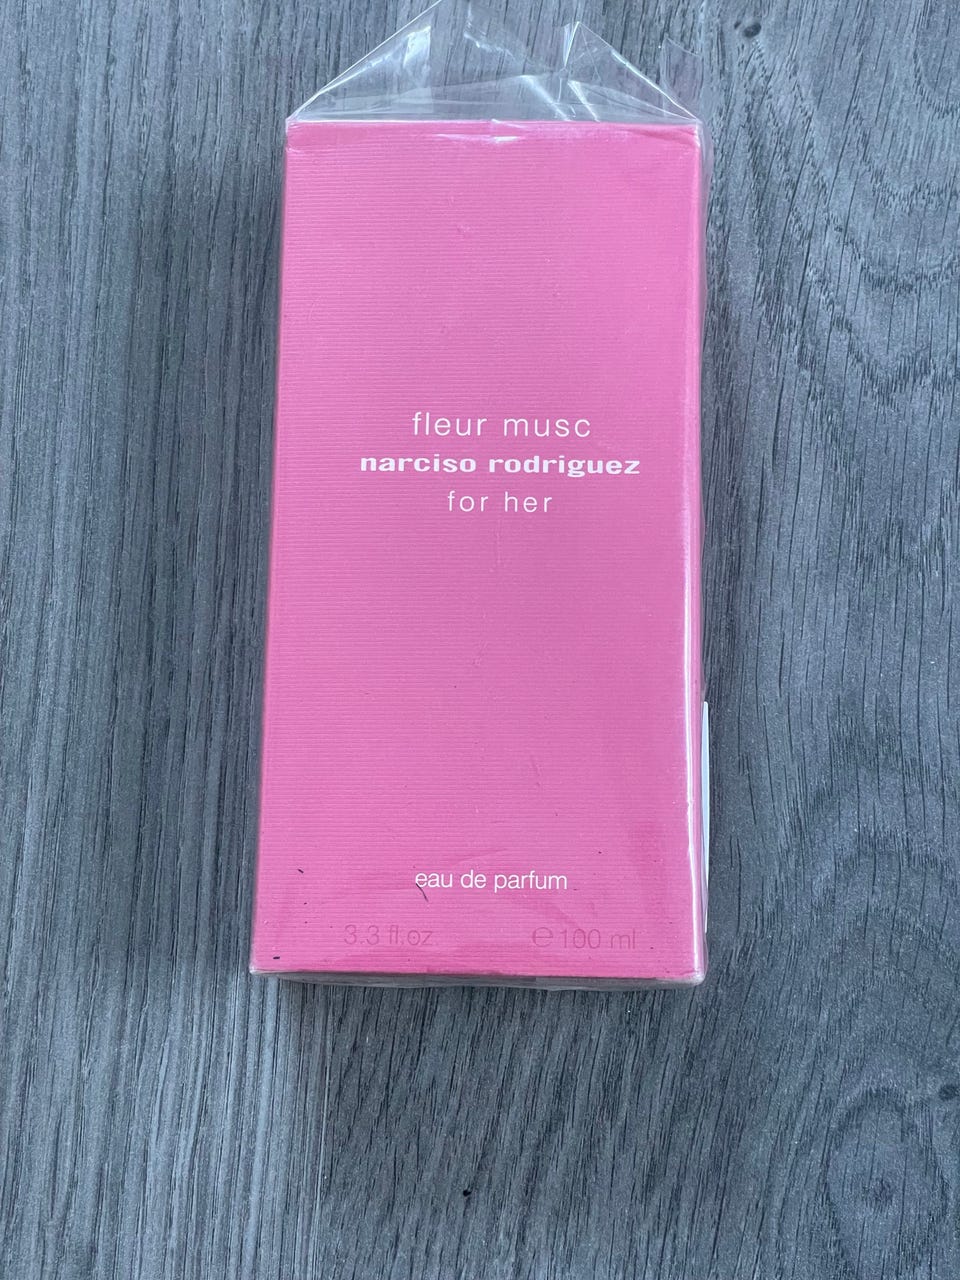 fleur musc
narciso rodriguez
for her
eau de parfum
3.3 fl.oz. ℮ 100 ml